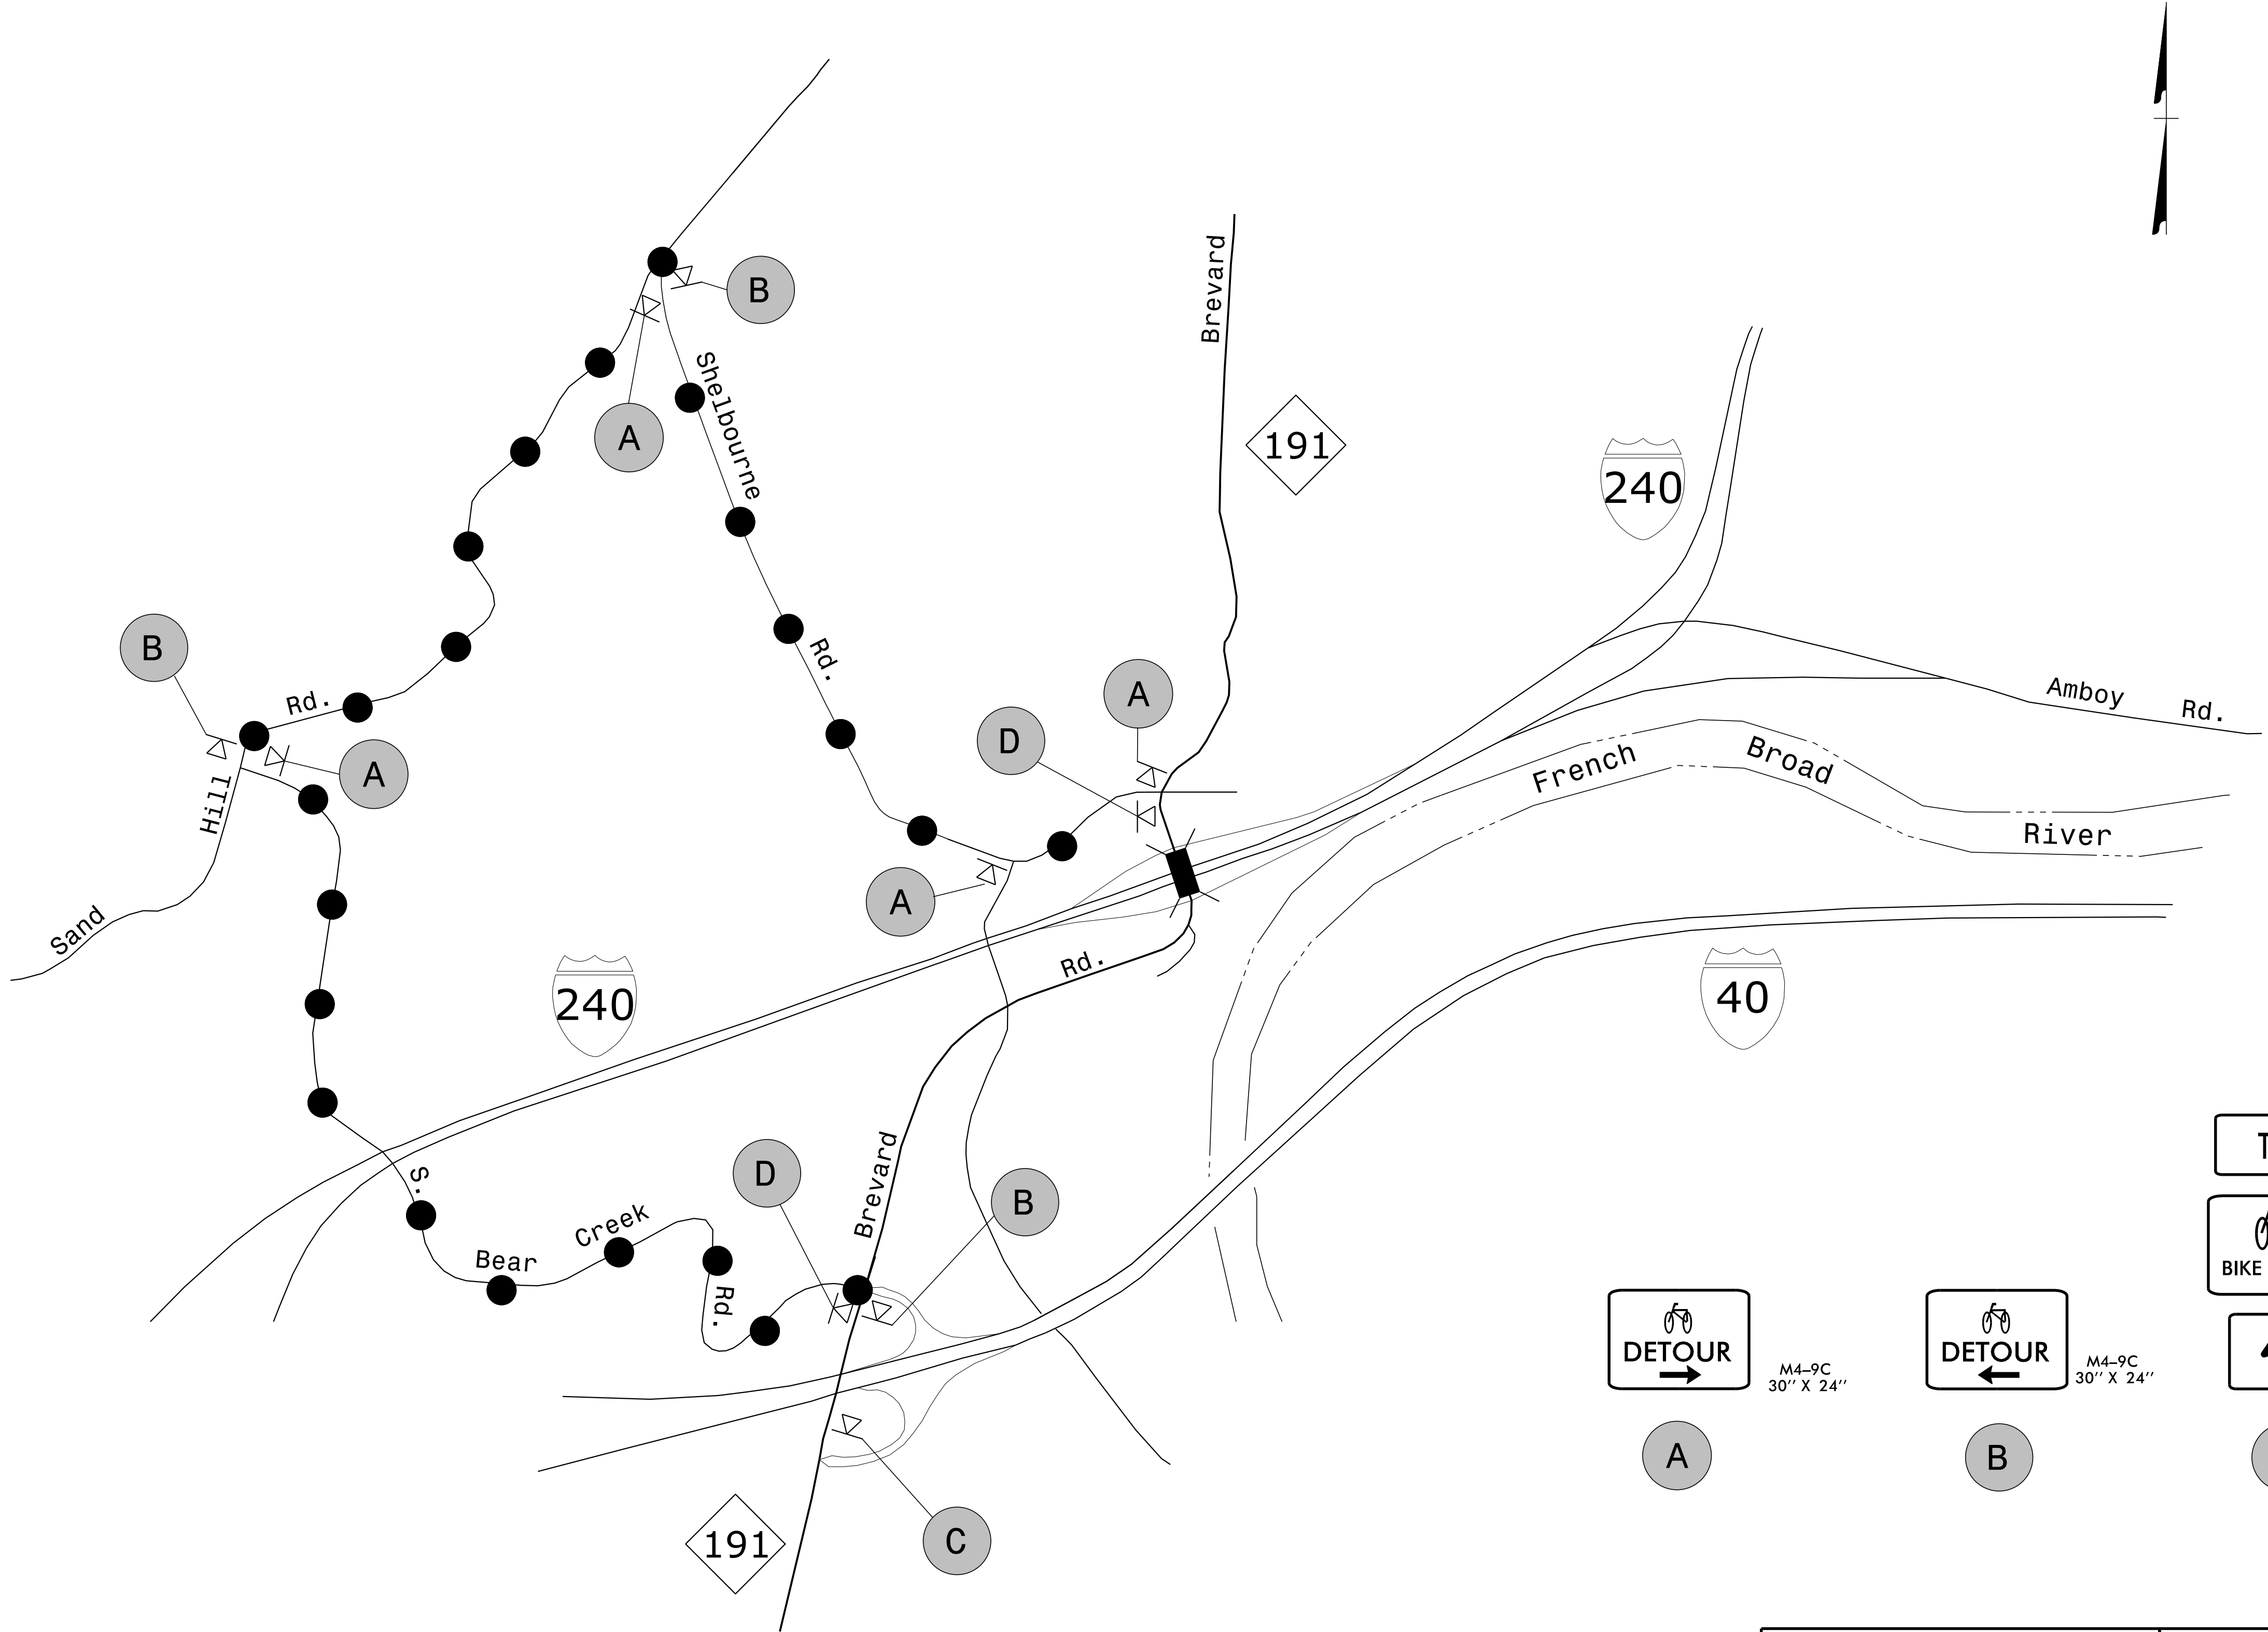 B
Brevard
A
Shelbourne
191
240
B
Rd.
Rd.
A
D
A
Amboy Rd.
Hill
French Broad River
A
Sand
Rd.
240
40
S.
D
Brevard
B
Creek
Bear
Rd.
BIKE
DETOUR
M4-9C
30'' X 24''
DETOUR
M4-9C
30'' X 24''
A
B
C
191